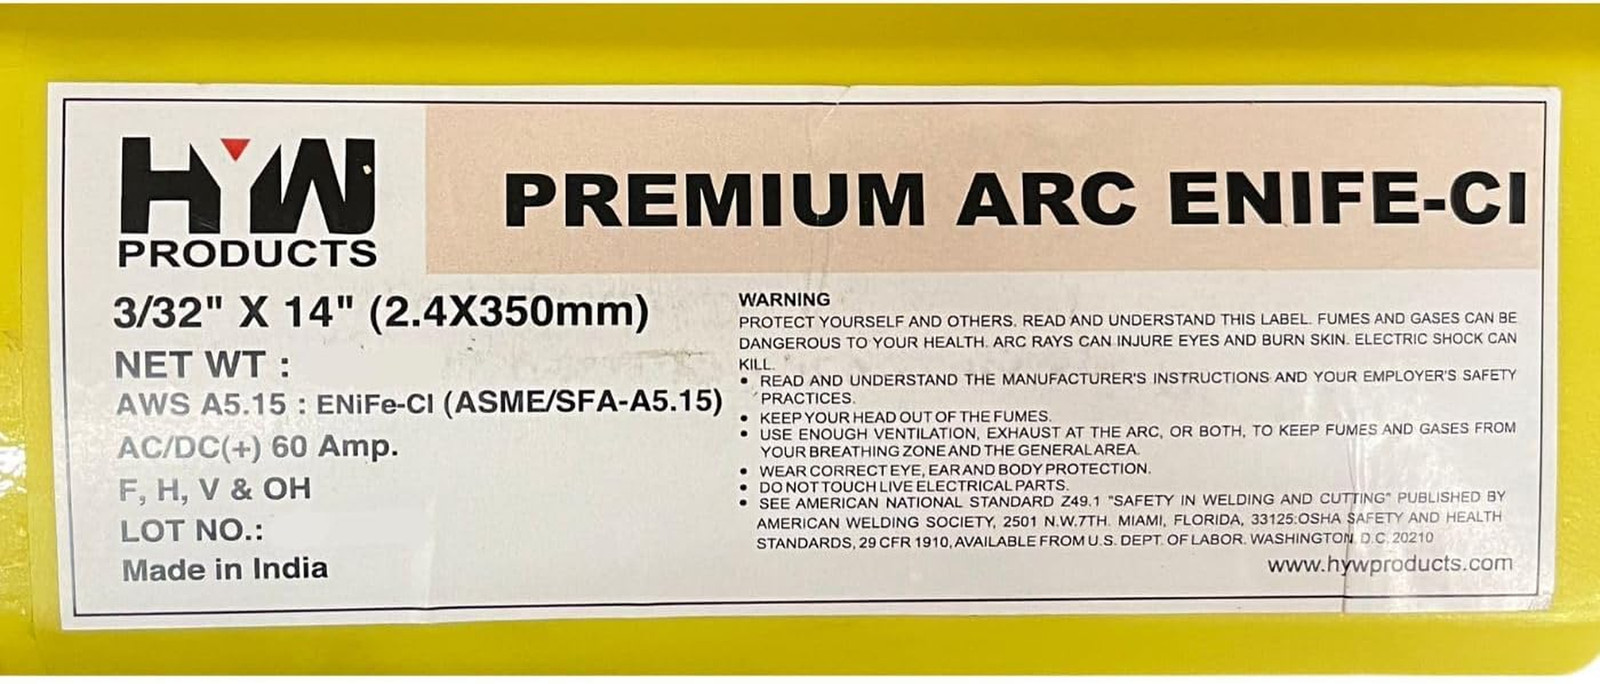 HYW
PRODUCTS
PREMIUM ARC ENIFE-CI
3/32" X 14" (2.4X350mm)
NET WT :
AWS A5.15 : ENiFe-CI (ASME/SFA-A5.15)
AC/DC(+) 60 Amp.
F, H, V & OH
LOT NO.:
Made in India
WARNING
PROTECT YOURSELF AND OTHERS. READ AND UNDERSTAND THIS LABEL. FUMES AND GASES CAN BE
DANGEROUS TO YOUR HEALTH. ARC RAYS CAN INJURE EYES AND BURN SKIN. ELECTRIC SHOCK CAN
KILL.
• READ AND UNDERSTAND THE MANUFACTURER'S INSTRUCTIONS AND YOUR EMPLOYER'S SAFETY
PRACTICES.
• KEEP YOUR HEAD OUT OF THE FUMES.
• USE ENOUGH VENTILATION, EXHAUST AT THE ARC, OR BOTH, TO KEEP FUMES AND GASES FROM
YOUR BREATHING ZONE AND THE GENERAL AREA.
• WEAR CORRECT EYE, EAR AND BODY PROTECTION.
• DO NOT TOUCH LIVE ELECTRICAL PARTS.
• SEE AMERICAN NATIONAL STANDARD Z49.1 "SAFETY IN WELDING AND CUTTING" PUBLISHED BY
AMERICAN WELDING SOCIETY, 2501 N.W.7TH. MIAMI, FLORIDA, 33125:OSHA SAFETY AND HEALTH
STANDARDS, 29 CFR 1910, AVAILABLE FROM U.S. DEPT. OF LABOR. WASHINGTON, D.C. 20210
www.hywproducts.com